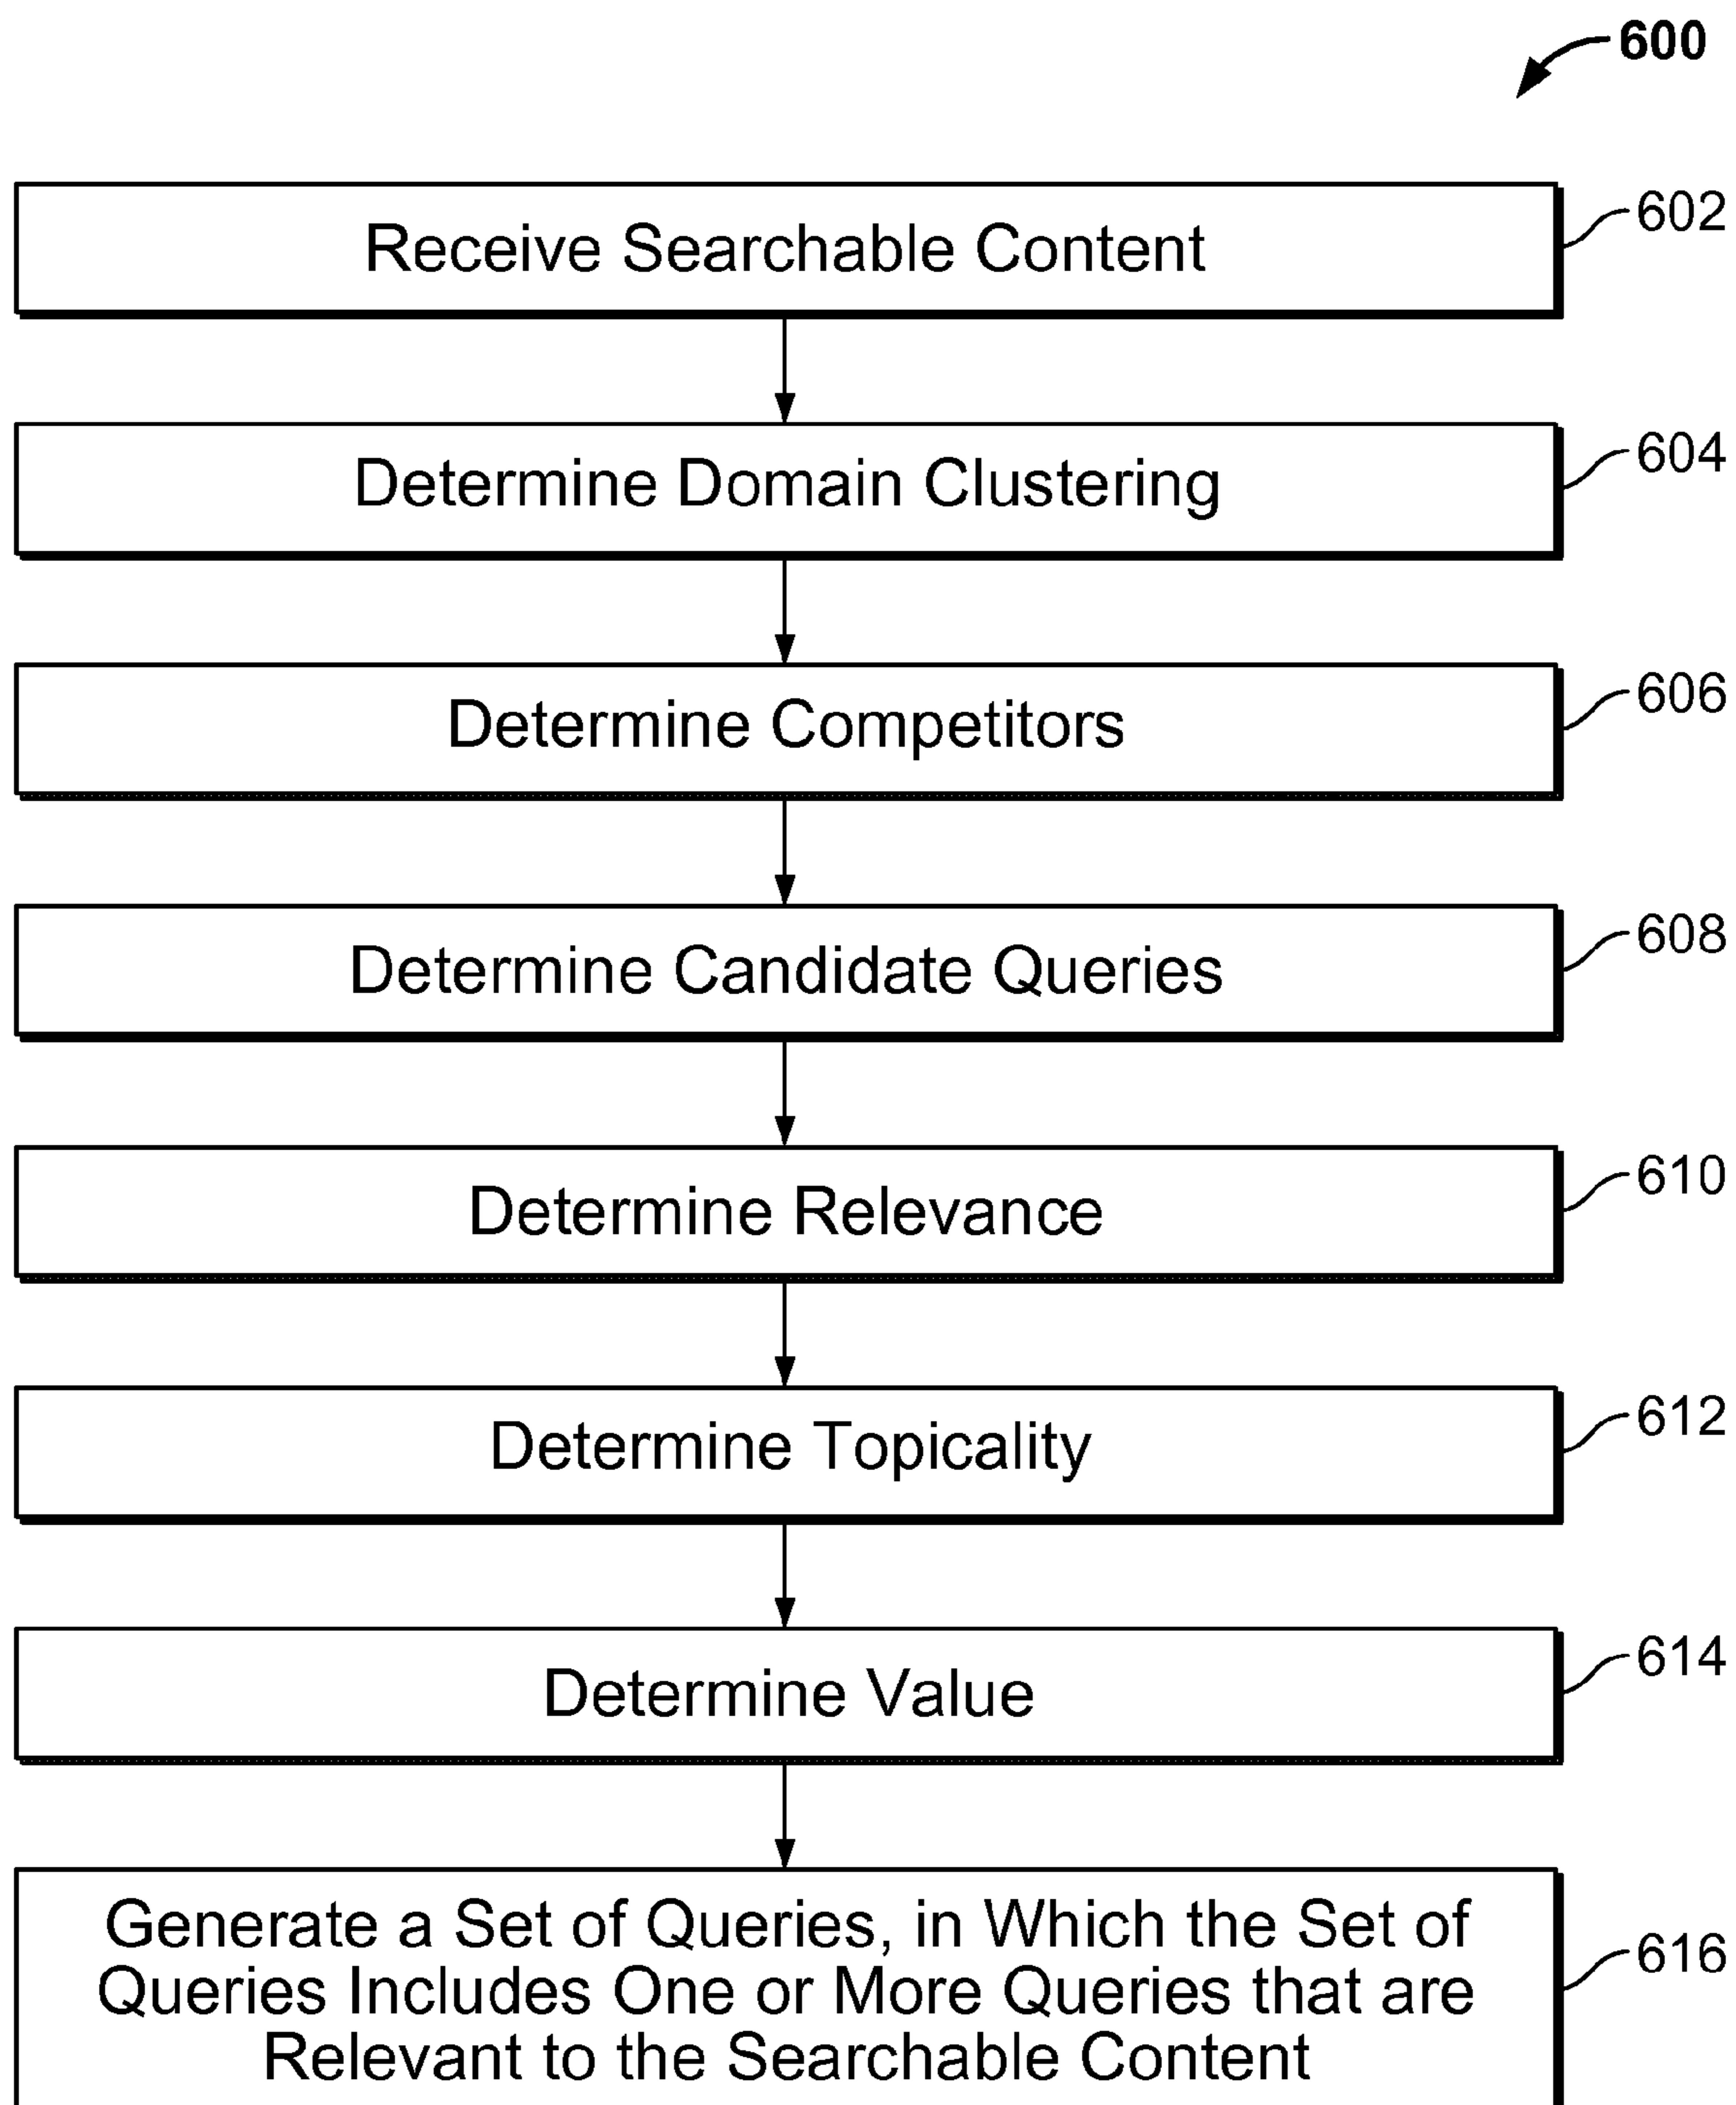 600
Receive Searchable Content
602
Determine Domain Clustering
604
Determine Competitors
606
Determine Candidate Queries
608
Determine Relevance
610
Determine Topicality
612
Determine Value
614
Generate a Set of Queries, in Which the Set of
Queries Includes One or More Queries that are
Relevant to the Searchable Content
616